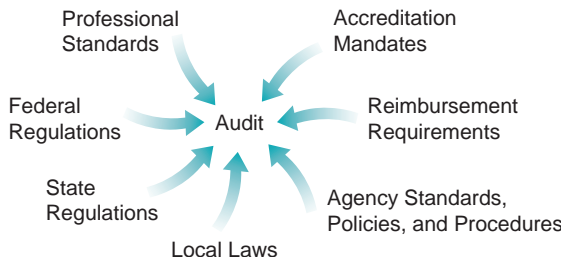 Professional
Standards
Accreditation
Mandates
Federal
Regulations
Audit
Reimbursement
Requirements
State
Regulations
Agency Standards,
Policies, and Procedures
Local Laws